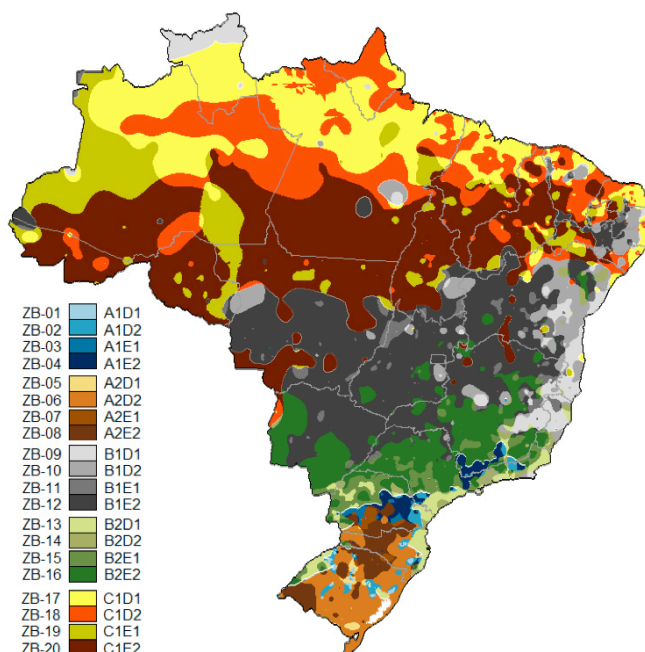 ZB-01 A1D1
ZB-02 A1D2
ZB-03 A1E1
ZB-04 A1E2
ZB-05 A2D1
ZB-06 A2D2
ZB-07 A2E1
ZB-08 A2E2
ZB-09 B1D1
ZB-10 B1D2
ZB-11 B1E1
ZB-12 B1E2
ZB-13 B2D1
ZB-14 B2D2
ZB-15 B2E1
ZB-16 B2E2
ZB-17 C1D1
ZB-18 C1D2
ZB-19 C1E1
ZB-20 C1E2